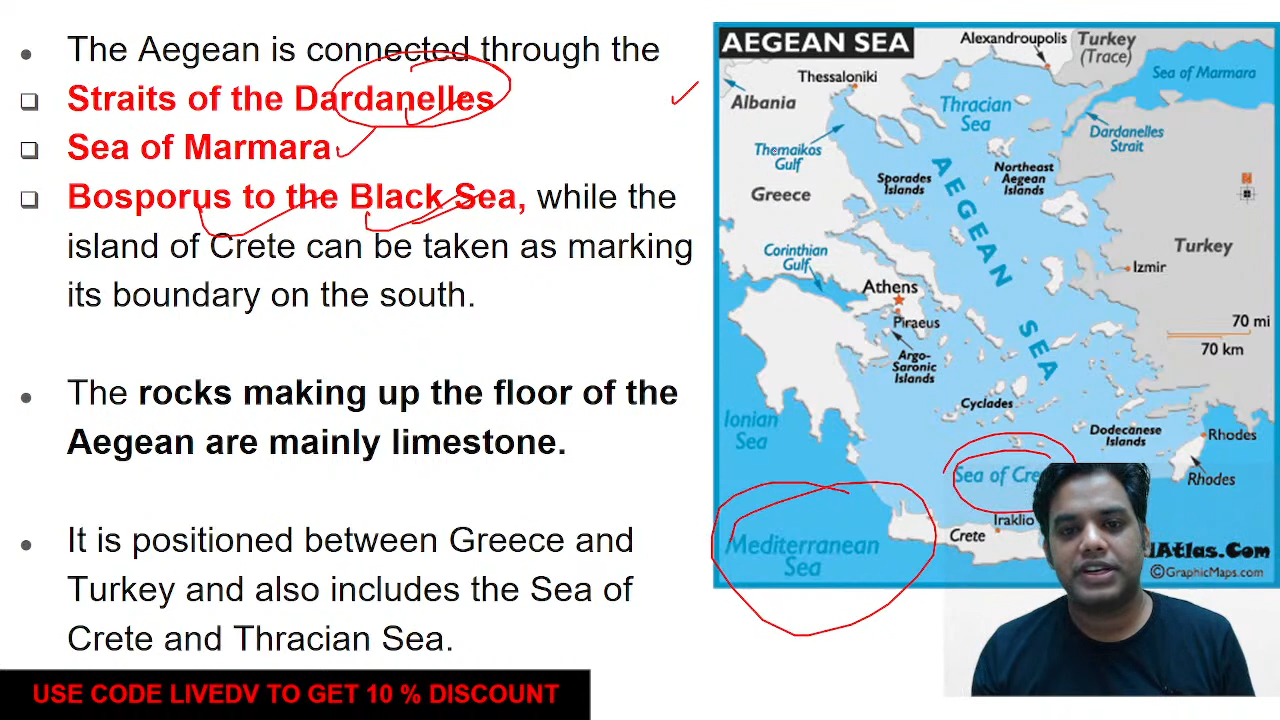 The Aegean is connected through the
Straits of the Dardanelles
Sea of Marmara
Bosporus to the Black Sea, while the
island of Crete can be taken as marking
its boundary on the south.
The rocks making up the floor of the
Aegean are mainly limestone.
It is positioned between Greece and
Turkey and also includes the Sea of
Crete and Thracian Sea.
USE CODE LIVEDV TO GET 10 % DISCOUNT
AEGEAN SEA
Alexandroupolis
Turkey
(Trace)
Sea of Marmara
Thessaloniki
Albania
Thracian
Sea
Dardanelles
Strait
Themaikos
Gulf
Northeast
Aegean
Islands
Sporades
Islands
Greece
AEGEAN SEA
N
Turkey
Corinthian
Gulf
Izmir
Athens
Piraeus
70 mi
70 km
Argo-
Saronic
Islands
Cyclades
Ionian
Sea
Dodecanese
Islands
Rhodes
Rhodes
Sea of Cre
Iraklio
Crete
Mediterranean
Sea
lAtlas.Com
©GraphicMaps.com